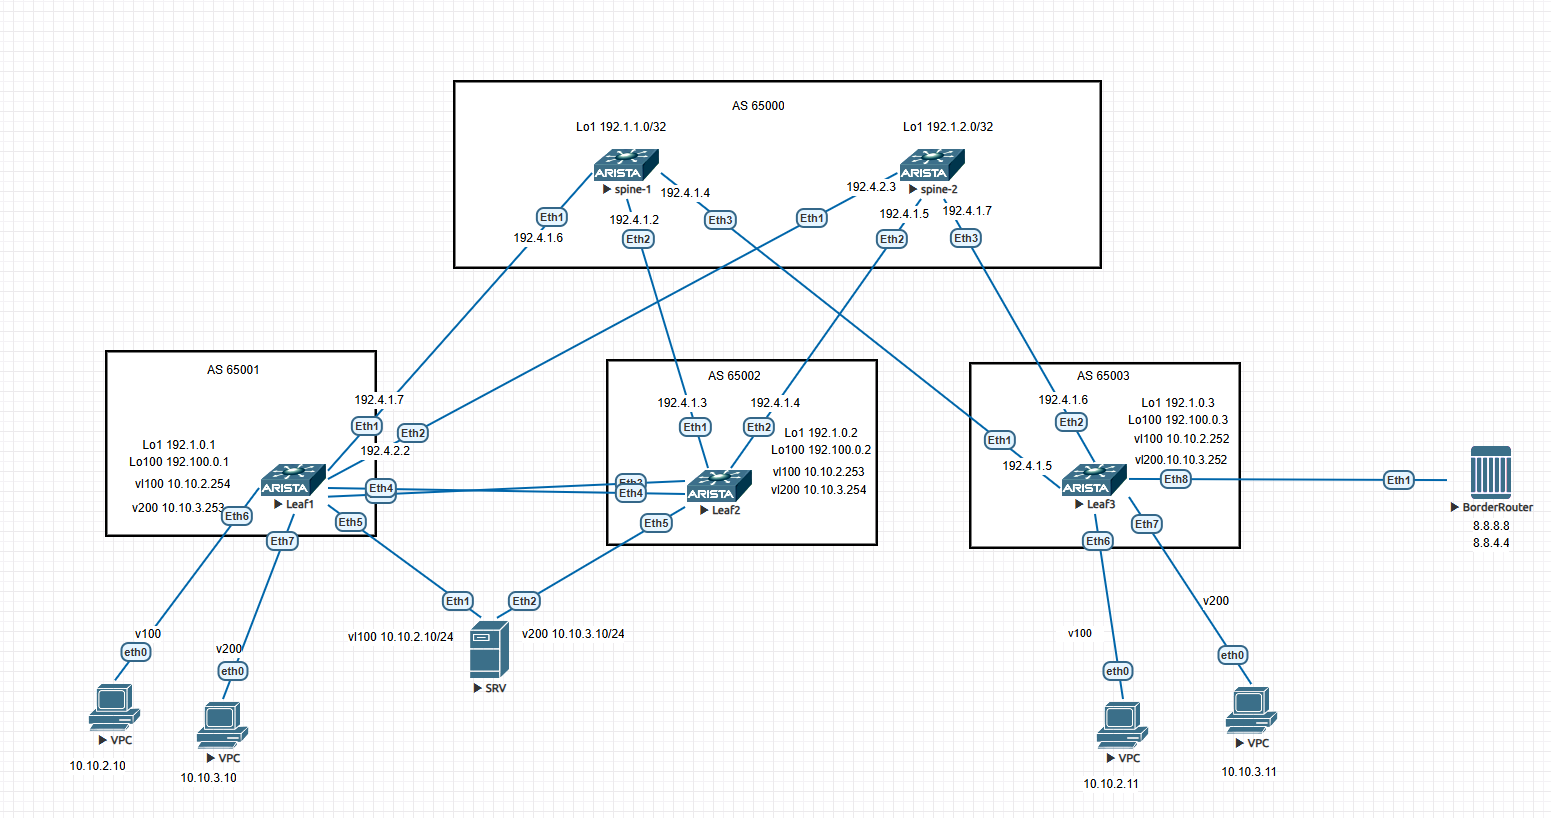 AS 65000
Lo1 192.1.1.0/32
Lo1 192.1.2.0/32
ARISTA
spine-1
ARISTA
spine-2
192.4.1.4
192.4.2.3
192.4.1.2
192.4.1.5
192.4.1.7
Eth1
Eth3
Eth1
192.4.1.6
Eth2
Eth2
Eth3
AS 65001
AS 65002
AS 65003
192.4.1.7
192.4.1.3
192.4.1.4
192.4.1.6
Lo1 192.1.0.3
Lo100 192.100.0.3
vl100 10.10.2.252
vl200 10.10.3.252
Eth1
Eth2
Eth1
Eth2
Eth2
Eth1
Lo1 192.1.0.1
Lo100 192.100.0.1
vl100 10.10.2.254
v200 10.10.3.253
192.4.2.2
Lo1 192.1.0.2
Lo100 192.100.0.2
vl100 10.10.2.253
vl200 10.10.3.254
192.4.1.5
ARISTA
Leaf1
Eth4
Eth3
Eth4
ARISTA
Leaf2
ARISTA
Leaf3
Eth8
Eth1
BorderRouter
8.8.8.8
8.8.4.4
Eth6
Eth5
Eth7
Eth5
Eth7
Eth6
Eth1
Eth2
v200
vl100 10.10.2.10/24
v200 10.10.3.10/24
v100
v100
v200
eth0
eth0
eth0
eth0
SRV
VPC
VPC
VPC
VPC
10.10.2.10
10.10.3.10
10.10.2.11
10.10.3.11